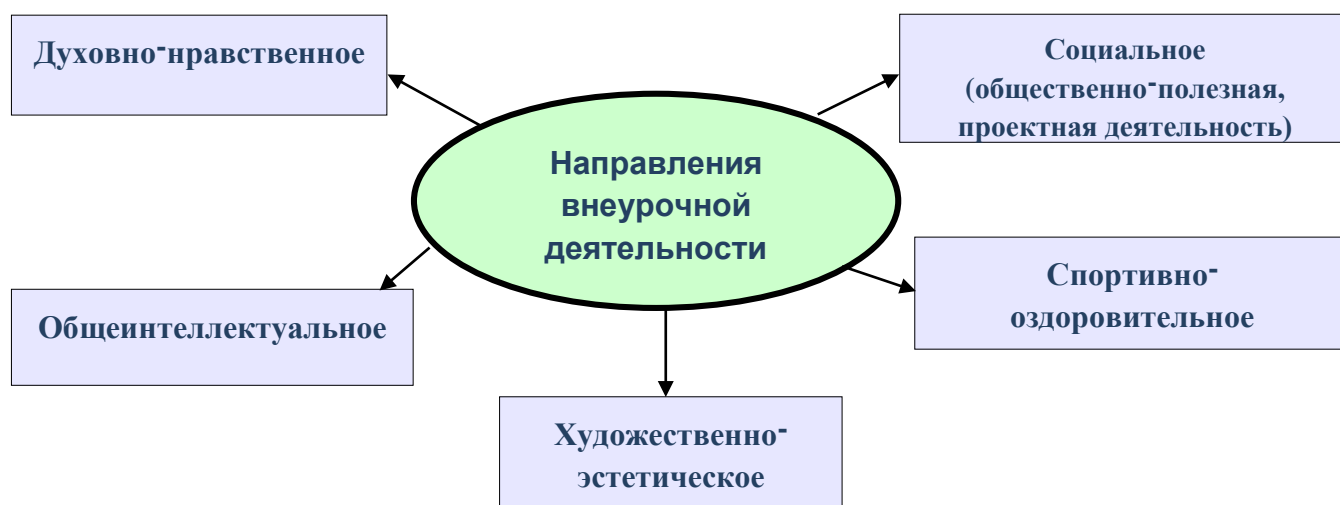 Духовно-нравственное
Социальное
(общественно-полезная,
проектная деятельность)
Направления
внеурочной
деятельности
Общеинтеллектуальное
Спортивно-
оздоровительное
Художественно-
эстетическое